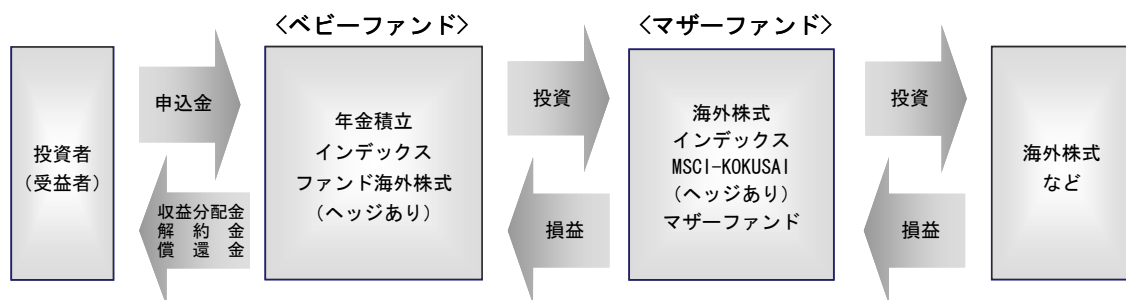 〈ベビーファンド〉
〈マザーファンド〉
投資者
(受益者)
申込金
収益分配金
解約金
償還金
年金積立
インデックス
ファンド海外株式
(ヘッジあり)
投資
損益
海外株式
インデックス
MSCI-KOKUSAI
(ヘッジあり)
マザーファンド
投資
損益
海外株式
など